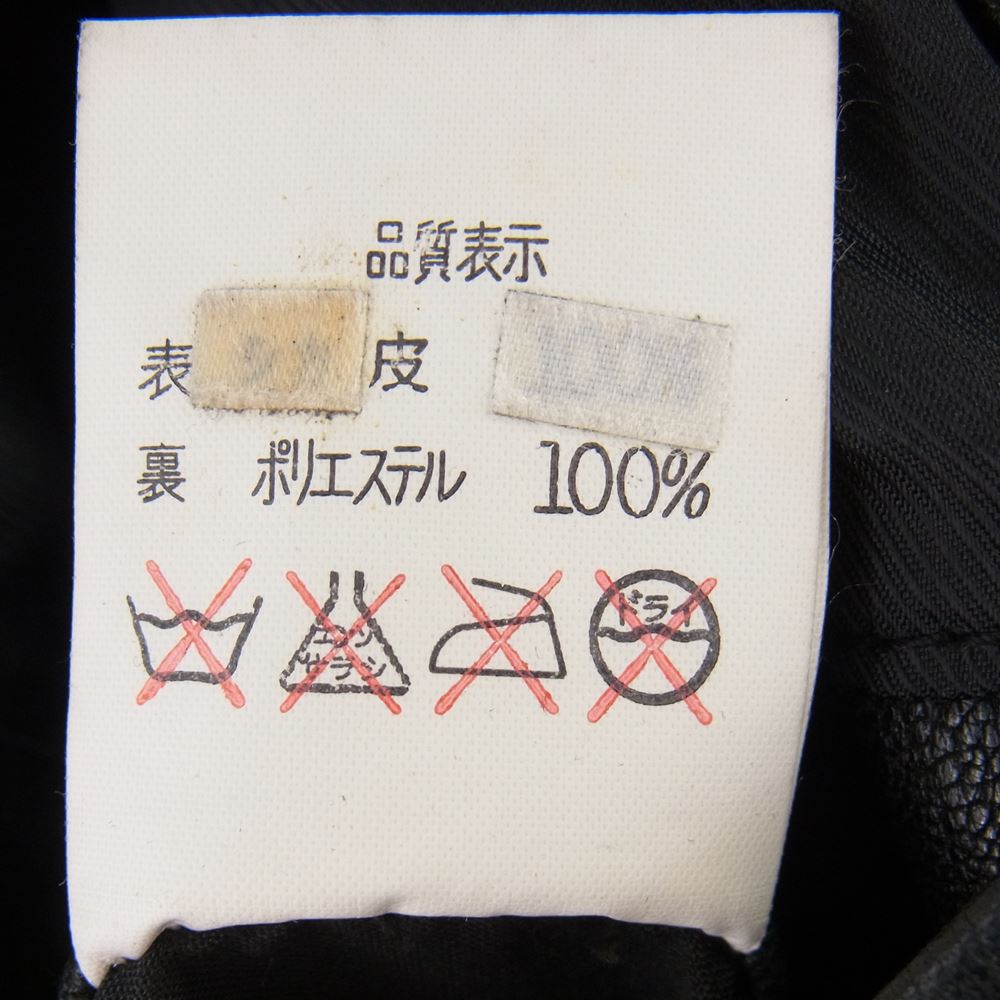 品質表示
表 皮
裏 ポリエステル 100%
エンソ サラシ ドライ